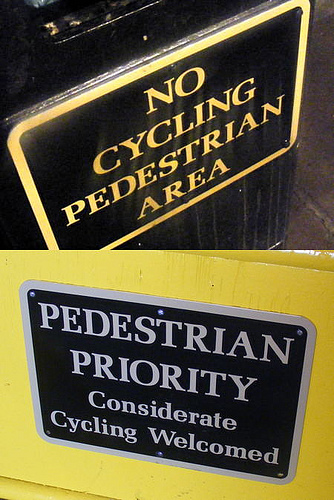 NO
CYCLING
PEDESTRIAN
AREA
PEDESTRIAN
PRIORITY
Considerate
Cycling Welcomed